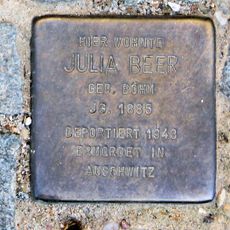 HIER WOHNTE
JULIA BEER
GEB. BÖHM
JG. 1885
DEPORTIERT 1943
ERMORDET IN
AUSCHWITZ